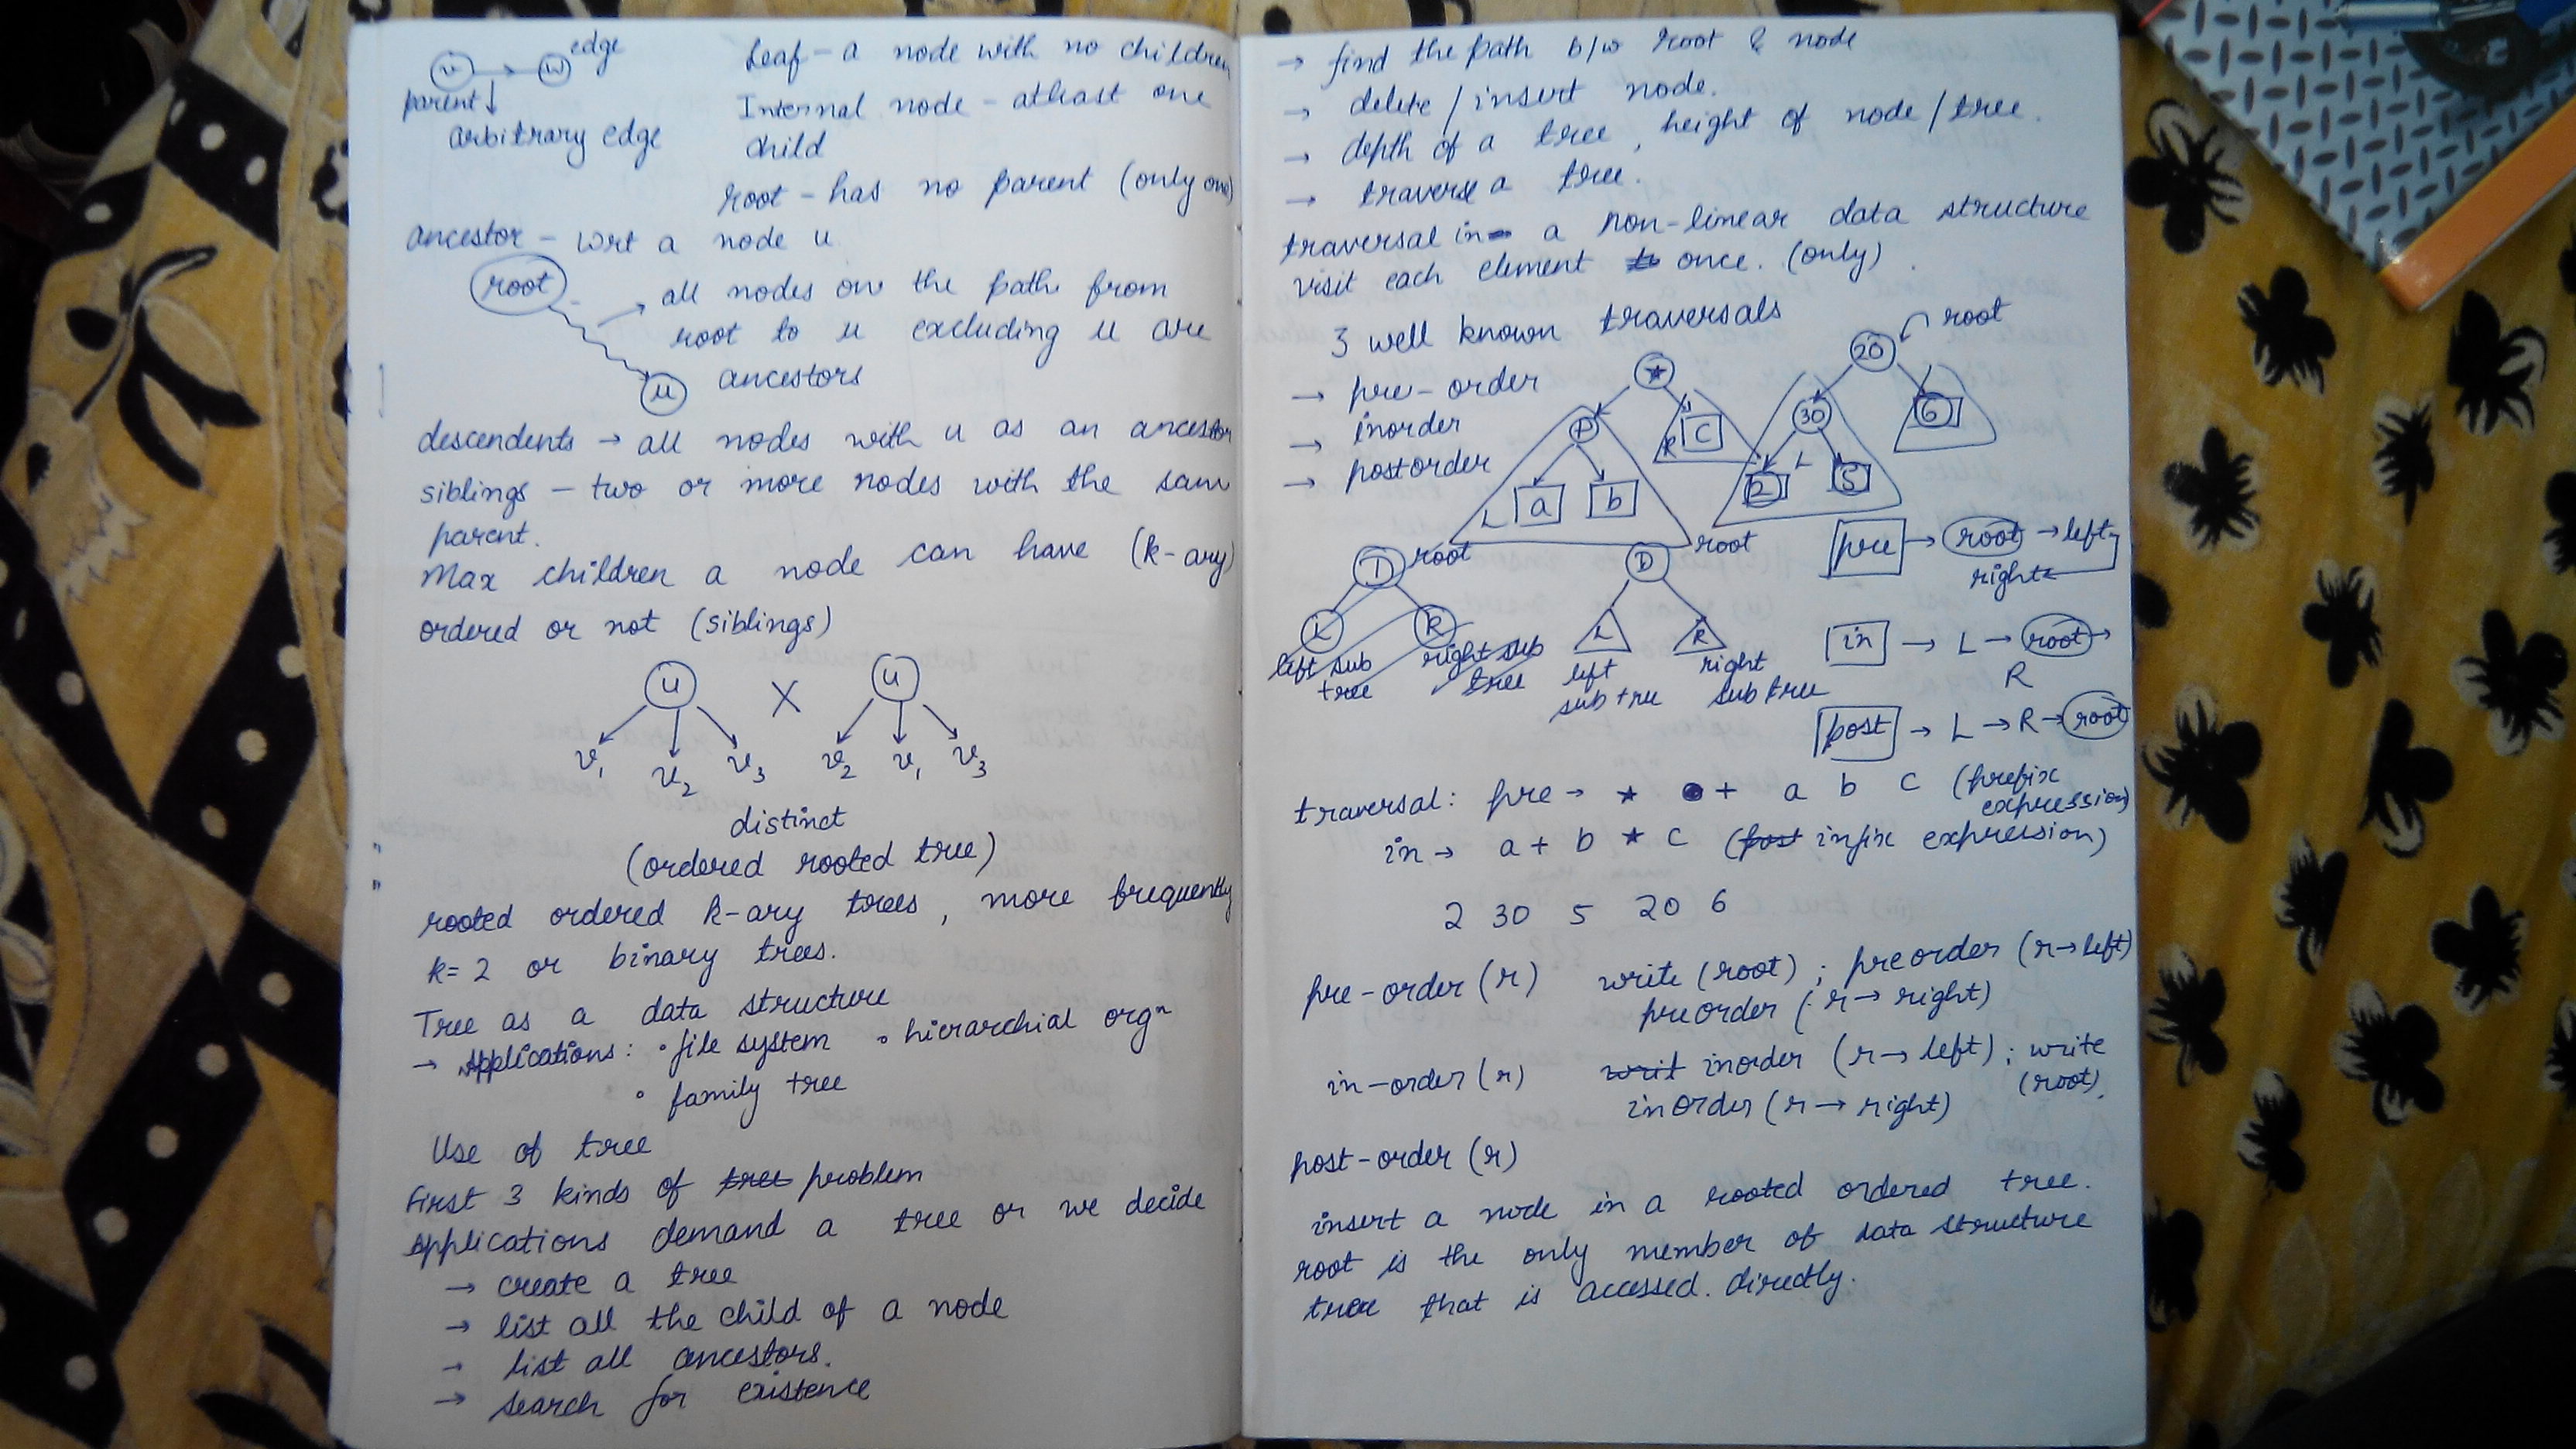 u → w edge
parent
arbitrary edge
Leaf - a node with no children
Internal node - atleast one
child
root - has no parent (only one)
ancestor - wrt a node u
root
→ all nodes on the path from
root to u excluding u are
ancestors
u
descendents → all nodes with u as an ancestor
siblings - two or more nodes with the same
parent.
Max children a node can have (k-ary)
ordered or not (siblings)
u X u
v1 v2 v3 v2 v1 v3
distinct
(ordered rooted tree)
rooted ordered k-ary trees, more frequently
k=2 or binary trees.
Tree as a data structure
→ Applications: • file system • hierarchial orgn
• family tree
Use of tree
First 3 kinds of tree problem
Applications demand a tree or we decide
→ create a tree
→ list all the child of a node
→ list all ancestors.
→ search for existence
→ find the path b/w root & node
→ delete/insert node.
→ depth of a tree, height of node/tree.
→ traverse a tree.
traversal in a non-linear data structure
visit each element to once. (only)
3 well known traversals
→ pre-order
→ inorder
→ postorder
★
+ C
R
L a b
20 root
30 6
L
2 5
root
L R
left sub tree
right sub tree
D root
L R
left sub tree
right sub tree
pre → root → left
right
in → L → root →
R
post → L → R → root
traversal: pre → ★ + a b c (prefix
expression)
in → a + b ★ c (post infix expression)
2 30 5 20 6
pre-order (r) write (root); preorder (r→left)
preorder (r→right)
in-order (r) writ inorder (r→left); write
(root).
inorder (r→right)
post-order (r)
insert a node in a rooted ordered tree.
root is the only member of data structure
tree that is accessed directly.